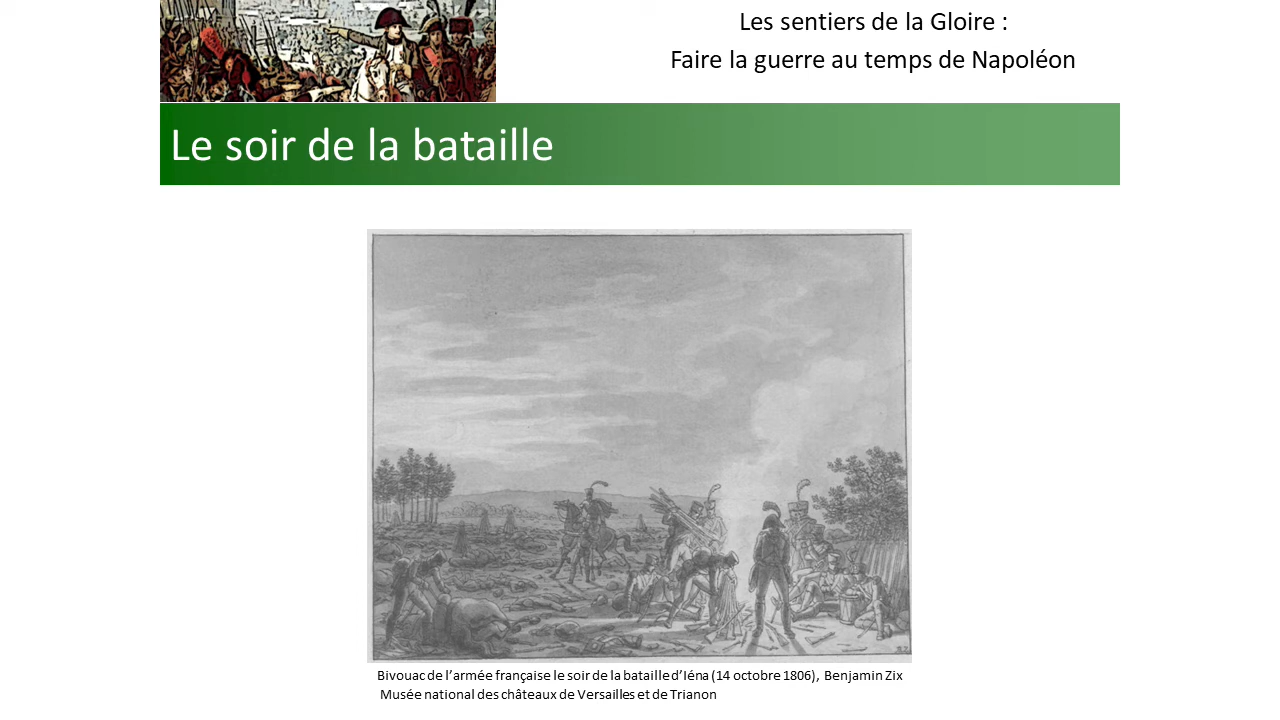 Les sentiers de la Gloire :
Faire la guerre au temps de Napoléon
Le soir de la bataille
Bivouac de l’armée française le soir de la bataille d’Iéna (14 octobre 1806), Benjamin Zix
Musée national des châteaux de Versailles et de Trianon